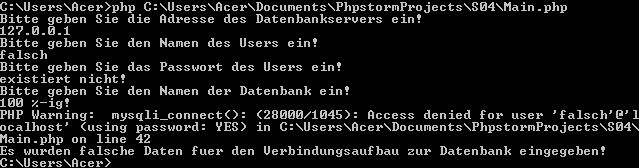 C:\Users\Acer>php C:\Users\Acer\Documents\PhpstormProjects\S04\Main.php
Bitte geben Sie die Adresse des Datenbankservers ein!
127.0.0.1
Bitte geben Sie den Namen des Users ein!
falsch
Bitte geben Sie das Passwort des Users ein!
existiert nicht!
Bitte geben Sie den Namen der Datenbank ein!
100 %-ig!
PHP Warning:  mysqli_connect(): (28000/1045): Access denied for user 'falsch'@'l
ocalhost' (using password: YES) in C:\Users\Acer\Documents\PhpstormProjects\S04\
Main.php on line 42
Es wurden falsche Daten fuer den Verbindungsaufbau zur Datenbank eingegeben!
C:\Users\Acer>